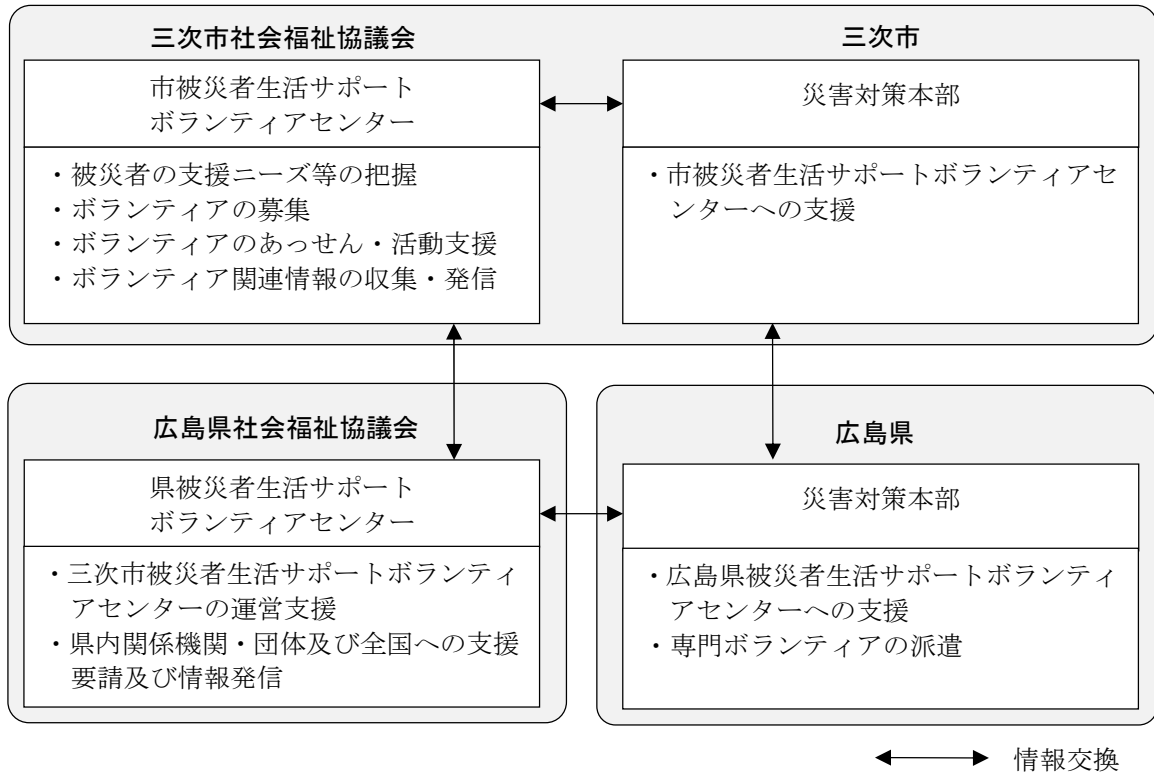 三次市社会福祉協議会
市被災者生活サポート
ボランティアセンター
・被災者の支援ニーズ等の把握
・ボランティアの募集
・ボランティアのあっせん・活動支援
・ボランティア関連情報の収集・発信
三次市
災害対策本部
・市被災者生活サポートボランティアセ
ンターへの支援
広島県社会福祉協議会
県被災者生活サポート
ボランティアセンター
・三次市被災者生活サポートボランティ
アセンターの運営支援
・県内関係機関・団体及び全国への支援
要請及び情報発信
広島県
災害対策本部
・広島県被災者生活サポートボランティ
アセンターへの支援
・専門ボランティアの派遣
情報交換